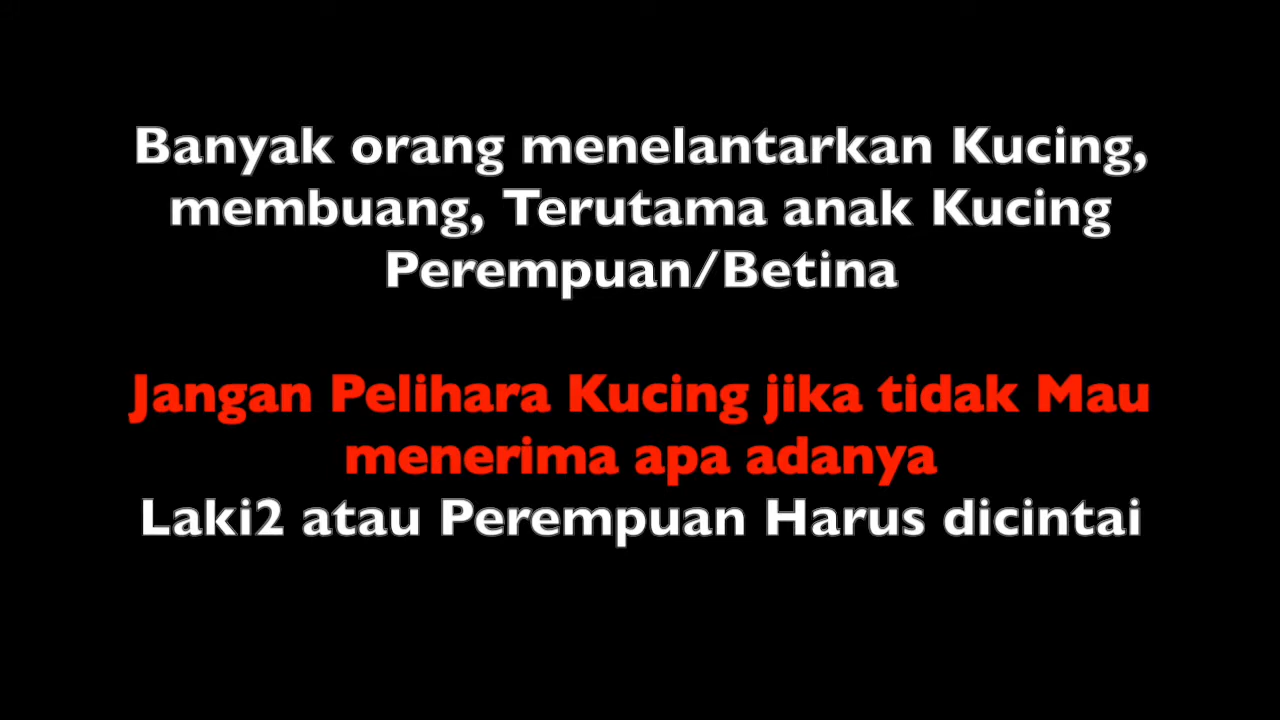 Banyak orang menelantarkan Kucing,
membuang, Terutama anak Kucing
Perempuan/Betina
Jangan Pelihara Kucing jika tidak Mau
menerima apa adanya
Laki2 atau Perempuan Harus dicintai